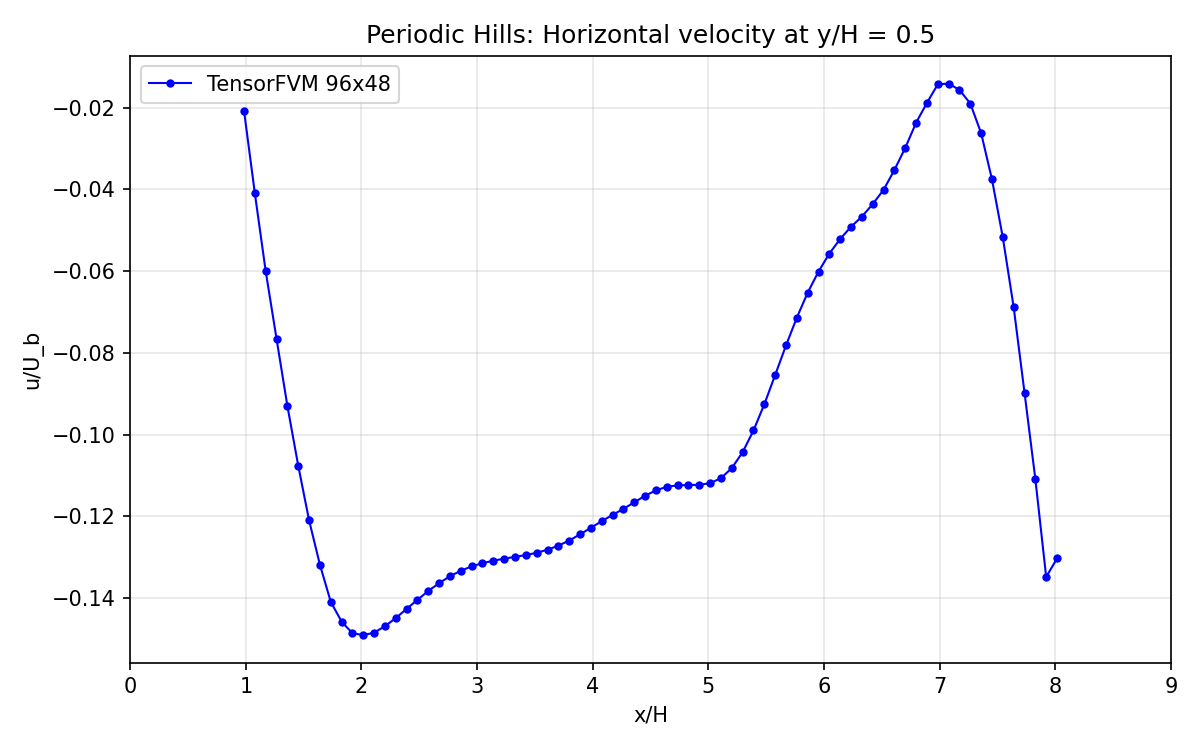 Periodic Hills: Horizontal velocity at y/H = 0.5
TensorFVM 96x48
−0.02
−0.04
−0.06
−0.08
−0.10
−0.12
−0.14
u/U_b
0 1 2 3 4 5 6 7 8 9
x/H